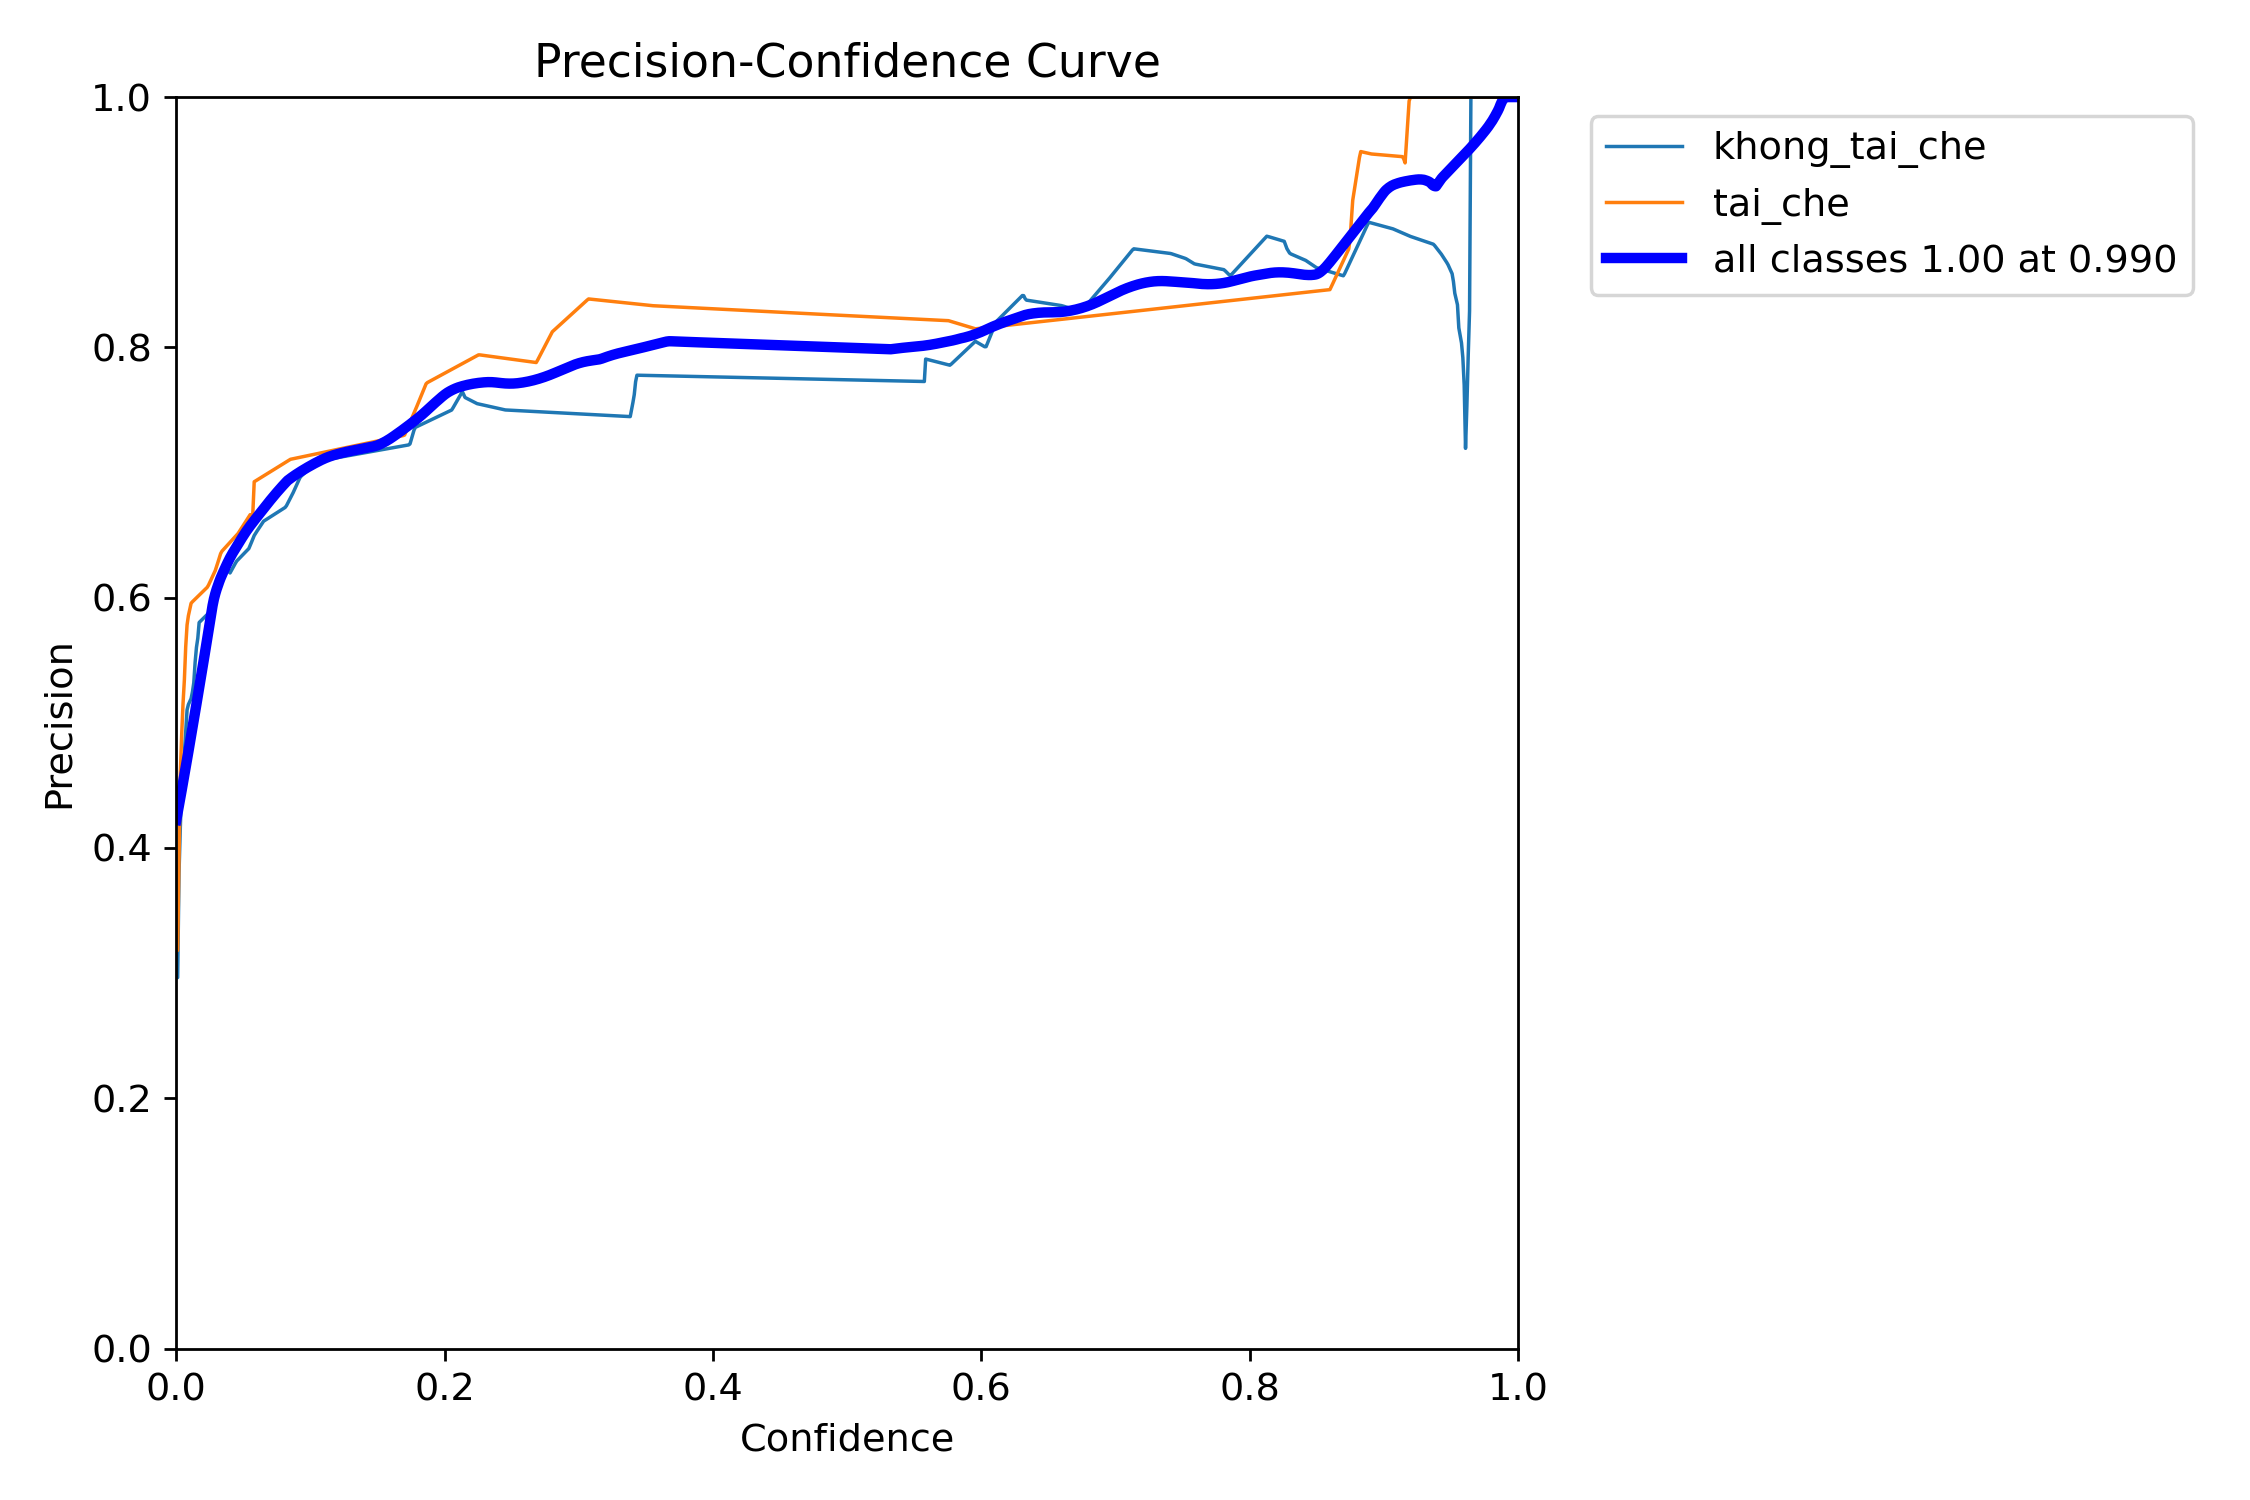 Precision-Confidence Curve
1.0
0.8
0.6
0.4
0.2
0.0
Precision
0.0 0.2 0.4 0.6 0.8 1.0
Confidence
khong_tai_che
tai_che
all classes 1.00 at 0.990